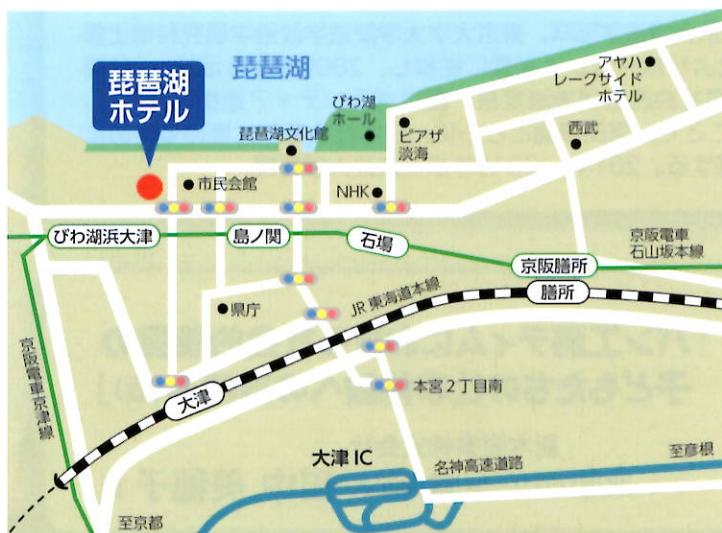 琵琶湖
ホテル
琵琶湖
びわ湖
ホール
アヤハ
レークサイド
ホテル
琵琶湖文化館
ピアザ
淡海
西武
市民会館
NHK
びわ湖浜大津
島ノ関
石場
京阪膳所
京阪電車
石山坂本線
県庁
JR東海道本線
膳所
京阪電車京津線
大津
本宮2丁目南
大津IC
名神高速道路
至彦根
至京都